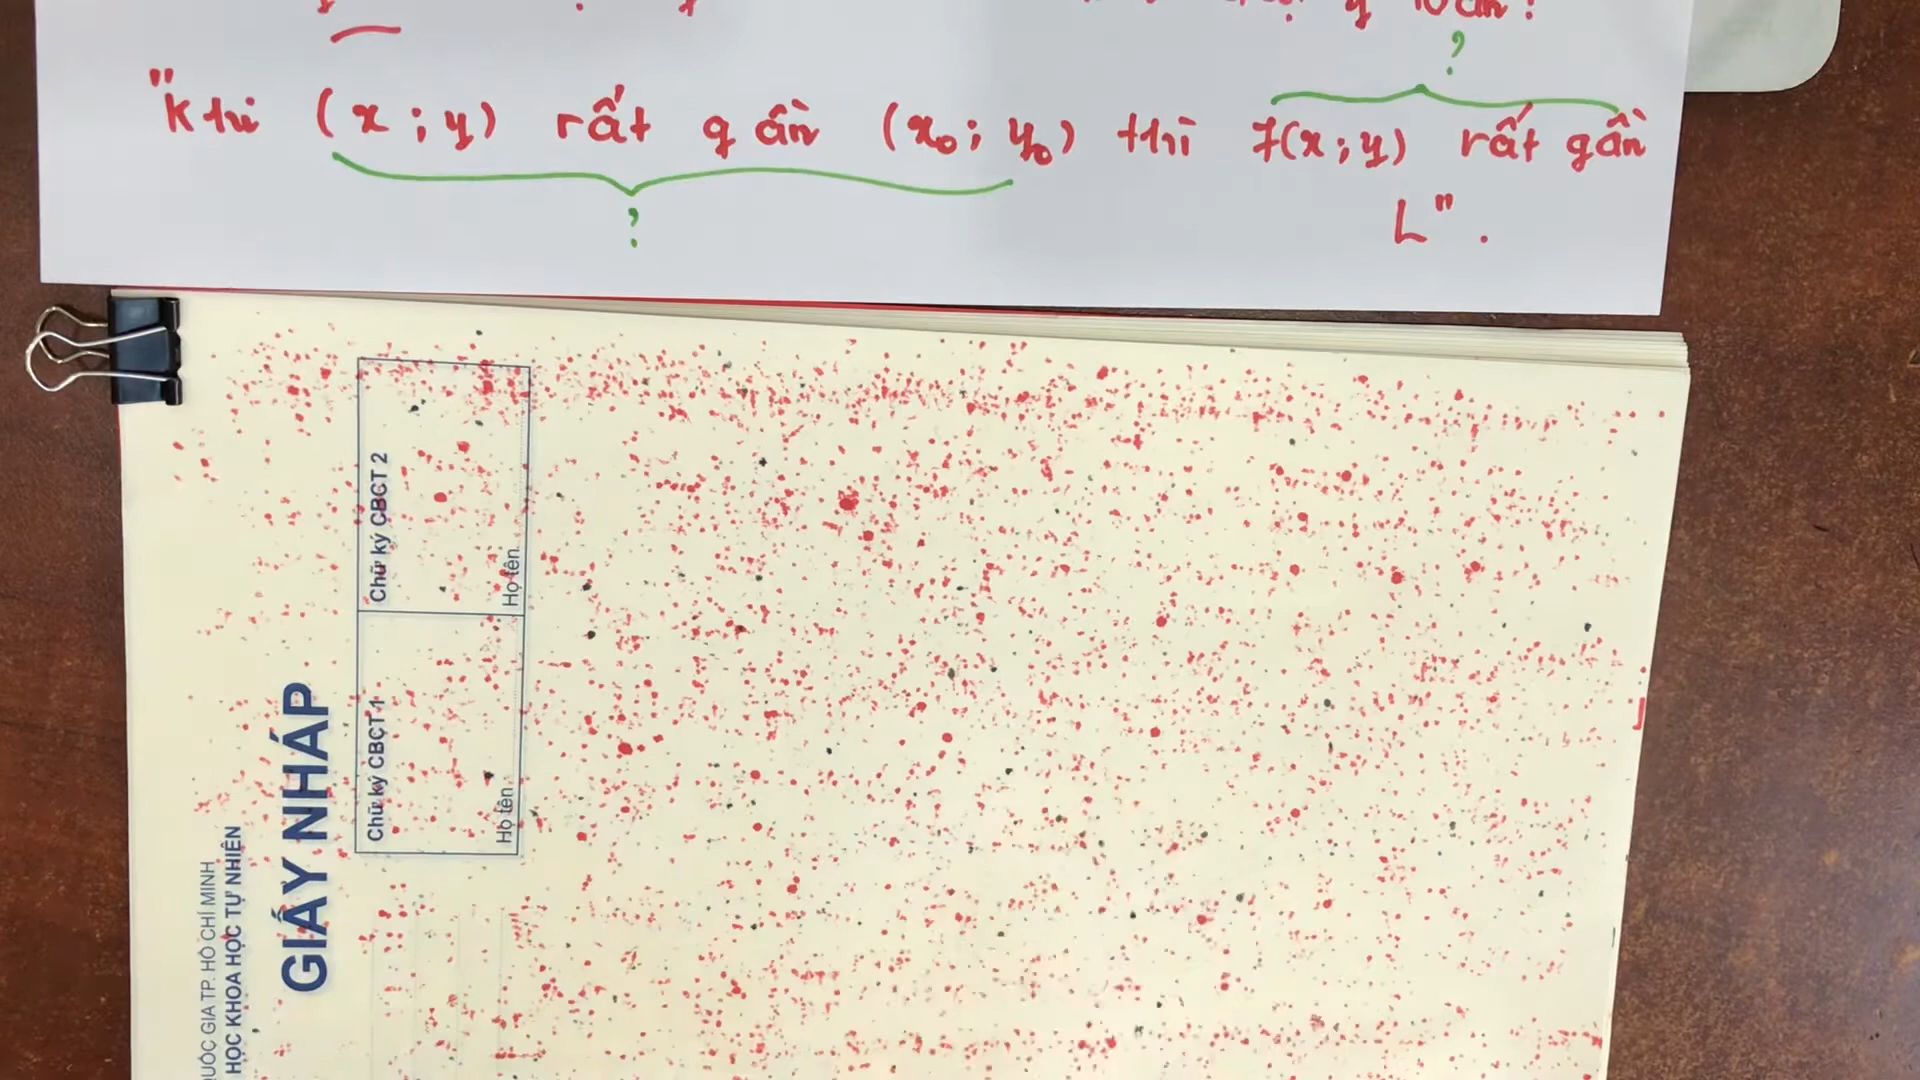 "Khi (x; y) rất gần (x₀; y₀) thì f(x; y) rất gần
L".
?
?
Chữ ký CBCT 2
Họ tên
Chữ ký CBCT 1
Họ tên
GIẤY NHÁP
QUỐC GIA TP. HỒ CHÍ MINH
HỌC KHOA HỌC TỰ NHIÊN